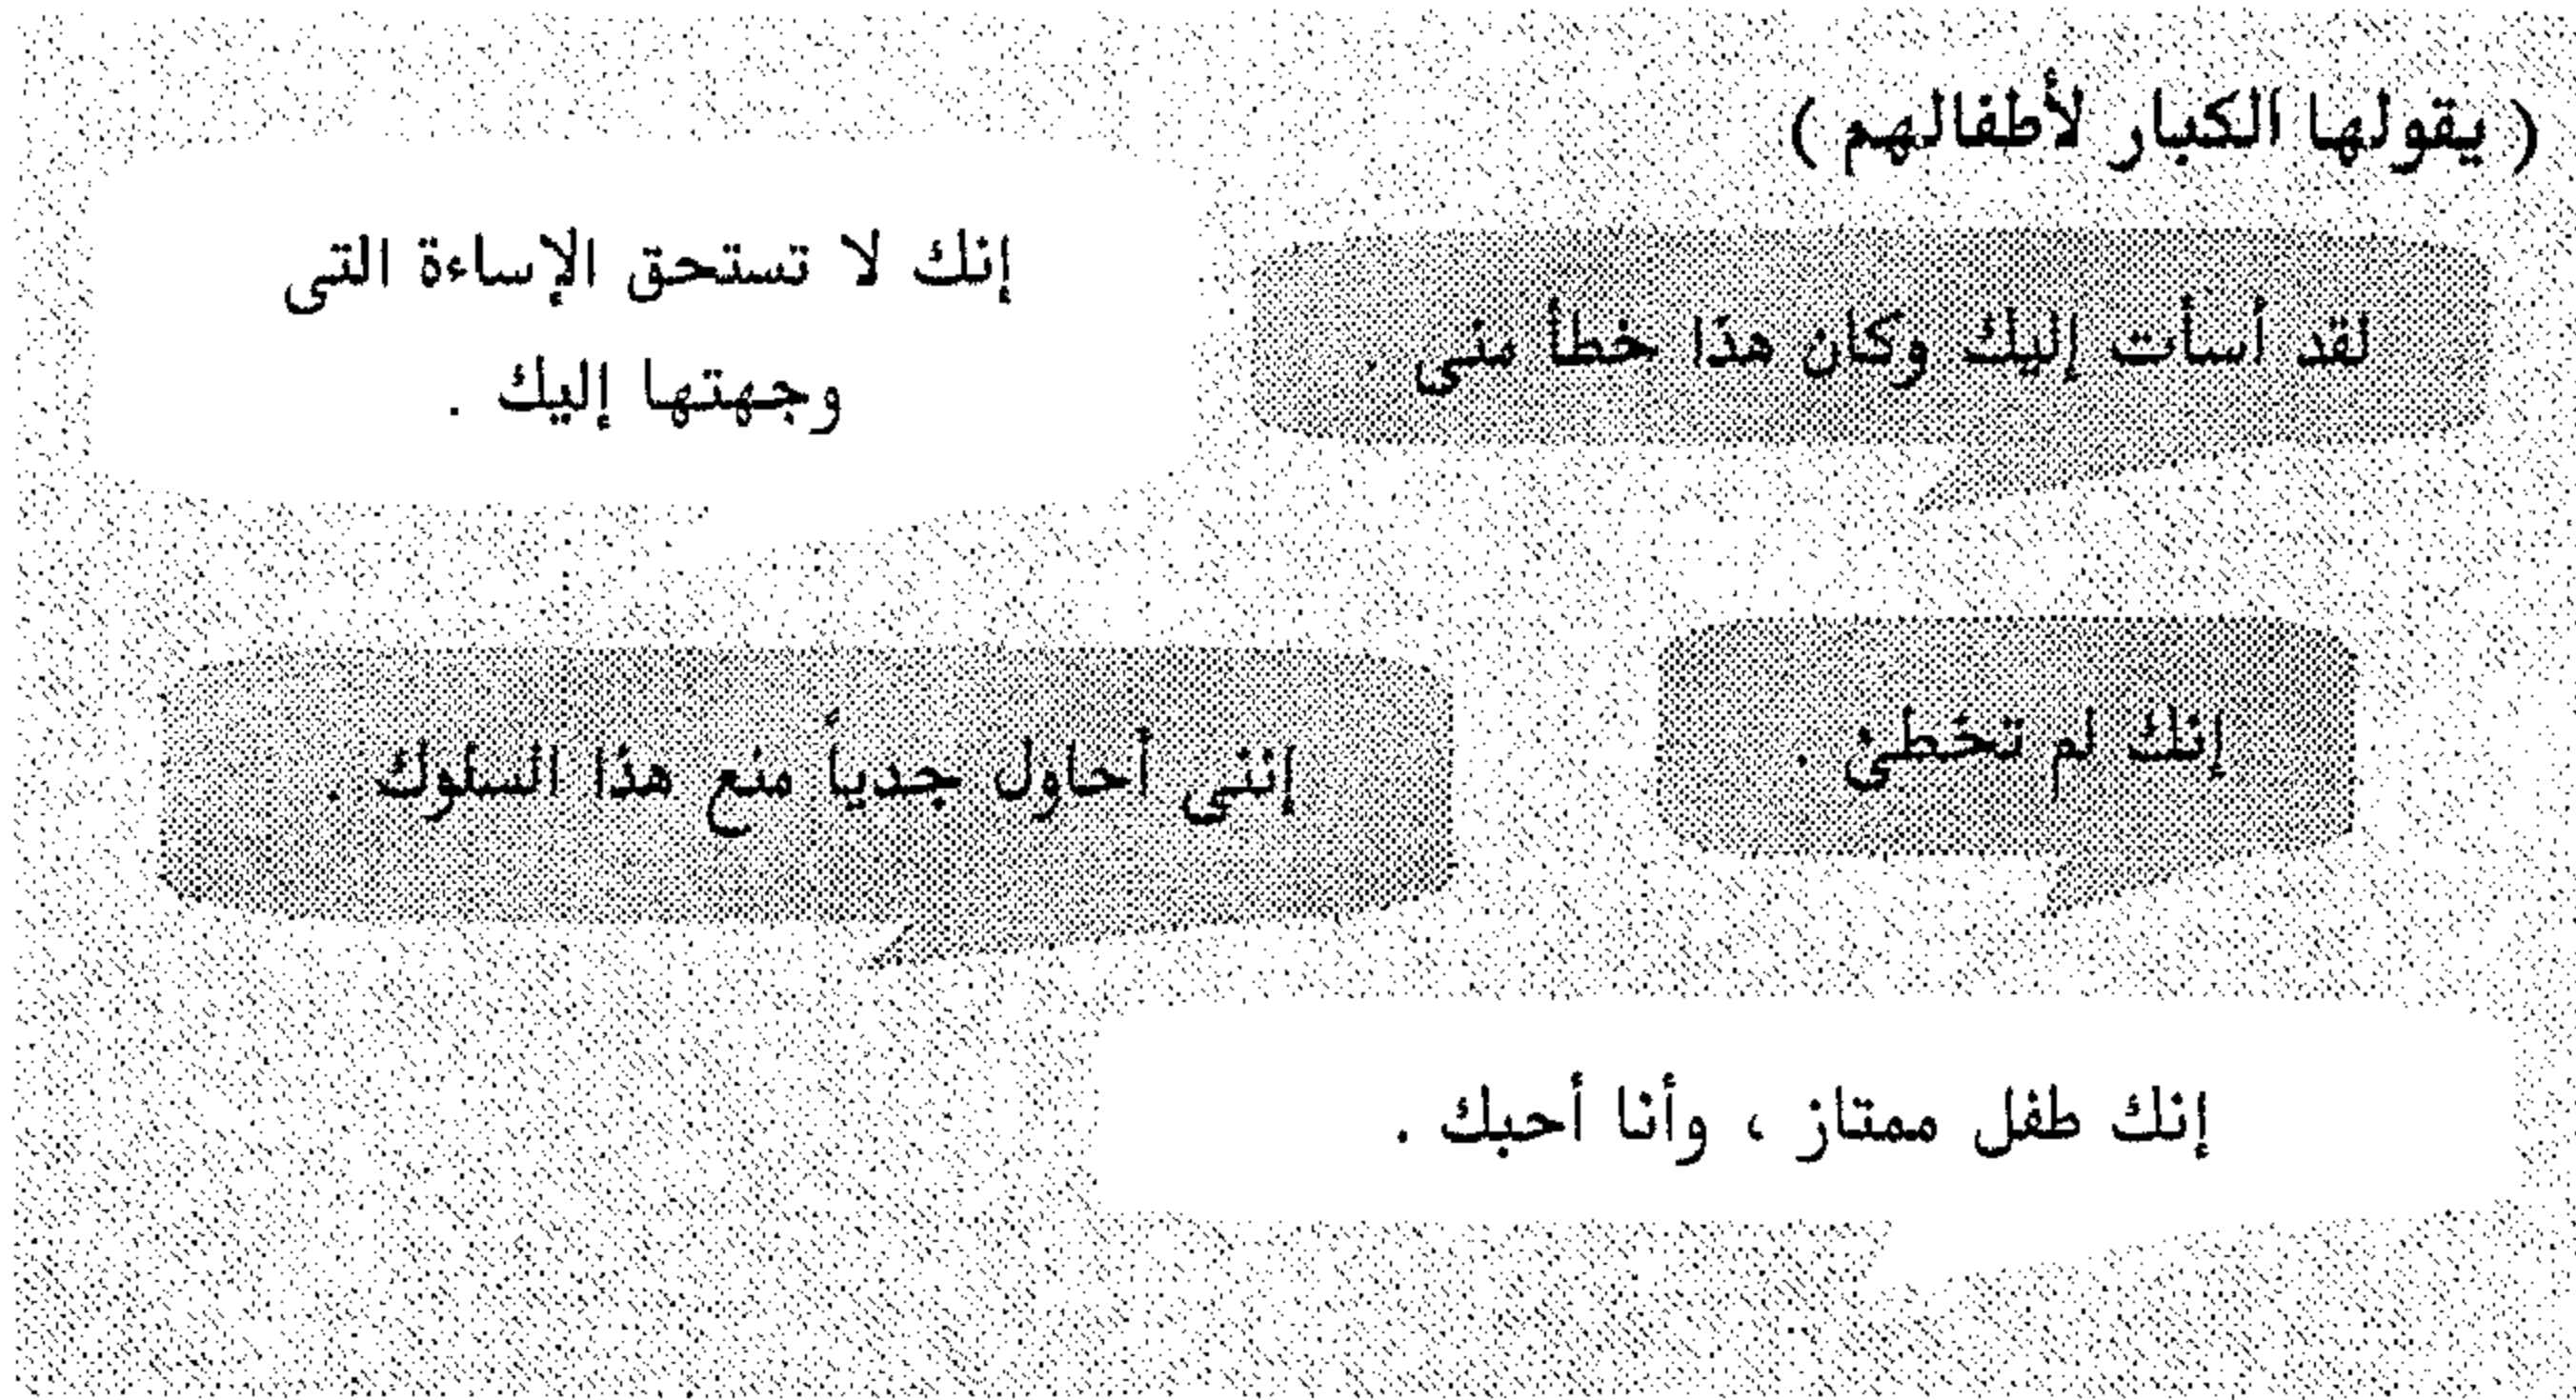 ( يقولها الكبار لأطفالهم )
لقد أسأت إليك وكان هذا خطأ منى .
إنك لا تستحق الإساءة التى
وجهتها إليك .
إنك لم تخطئ .
إننى أحاول جدياً منع هذا السلوك .
إنك طفل ممتاز ، وأنا أحبك .